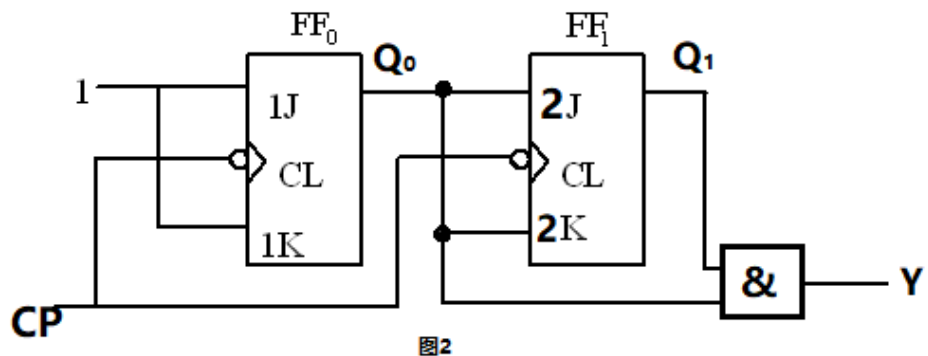 FF₀
FF₁
Q₀
Q₁
1
1J
2J
CL
CL
1K
2K
&
Y
CP
图2